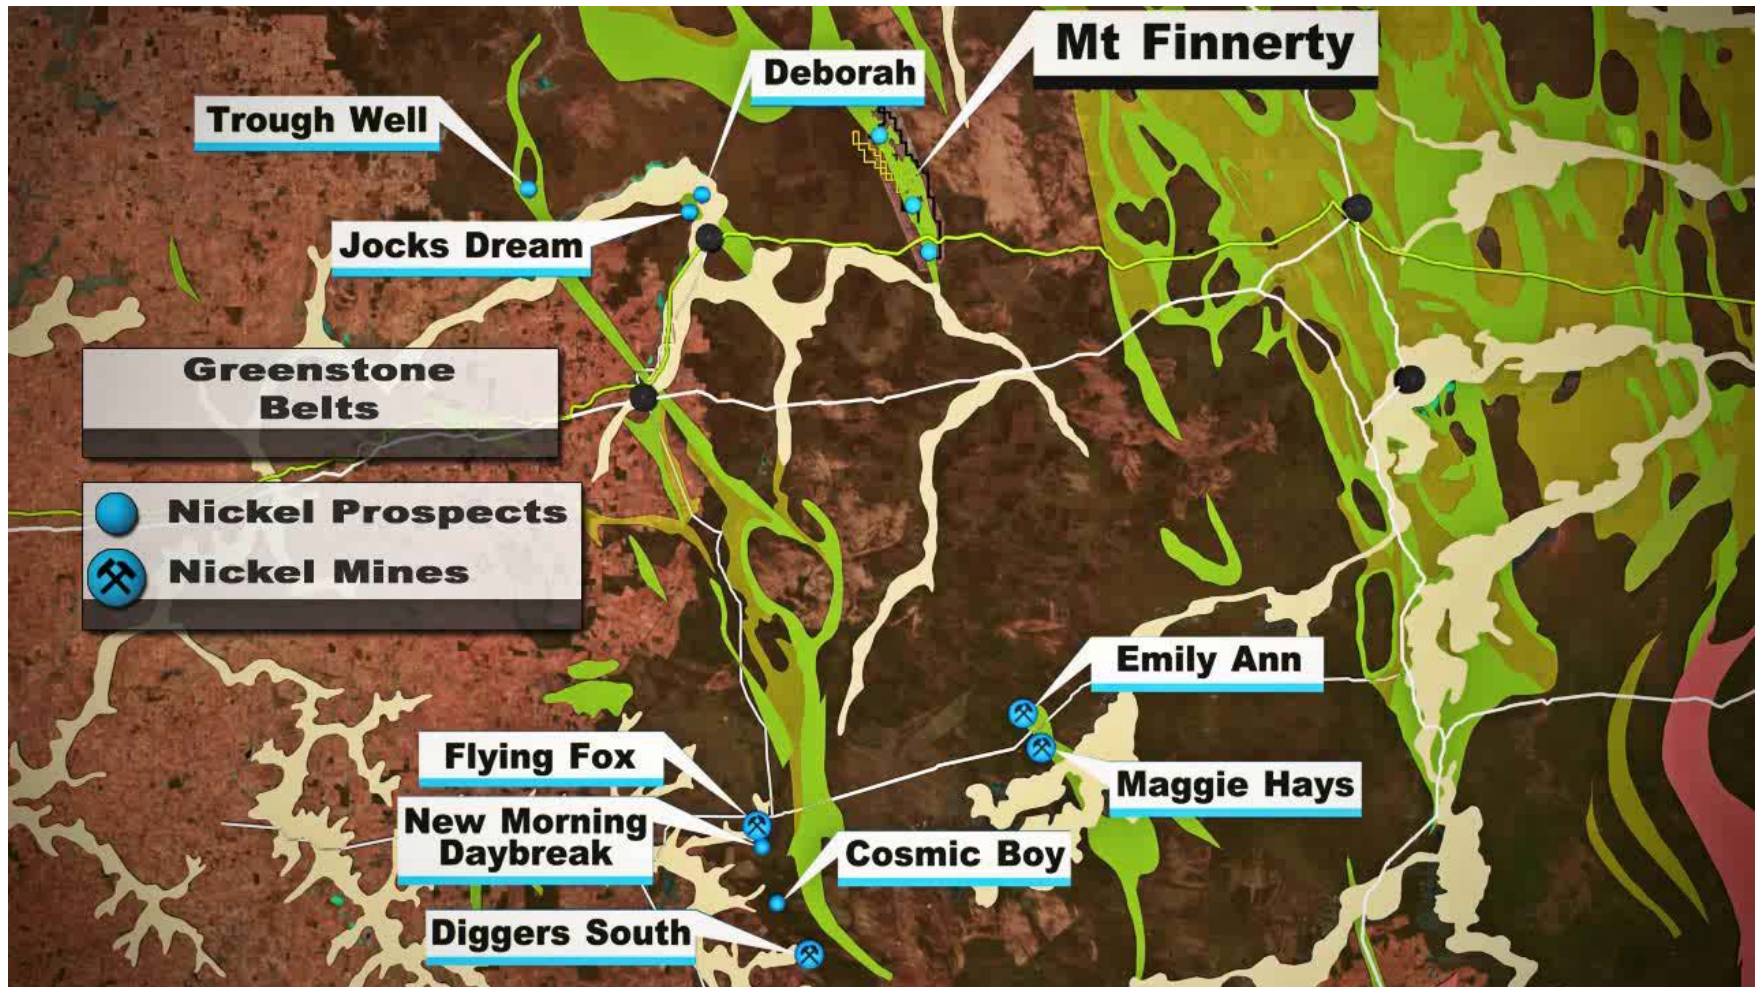 Mt Finnerty
Deborah
Trough Well
Jocks Dream
Greenstone
Belts
Nickel Prospects
Nickel Mines
Emily Ann
Flying Fox
Maggie Hays
New Morning
Daybreak
Cosmic Boy
Diggers South